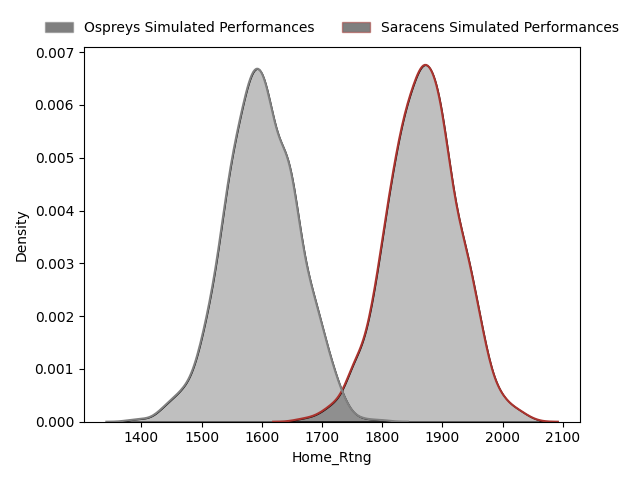 Ospreys Simulated Performances Saracens Simulated Performances
0.007
0.006
0.005
0.004
0.003
0.002
0.001
0.000
Density
1400 1500 1600 1700 1800 1900 2000 2100
Home_Rtng